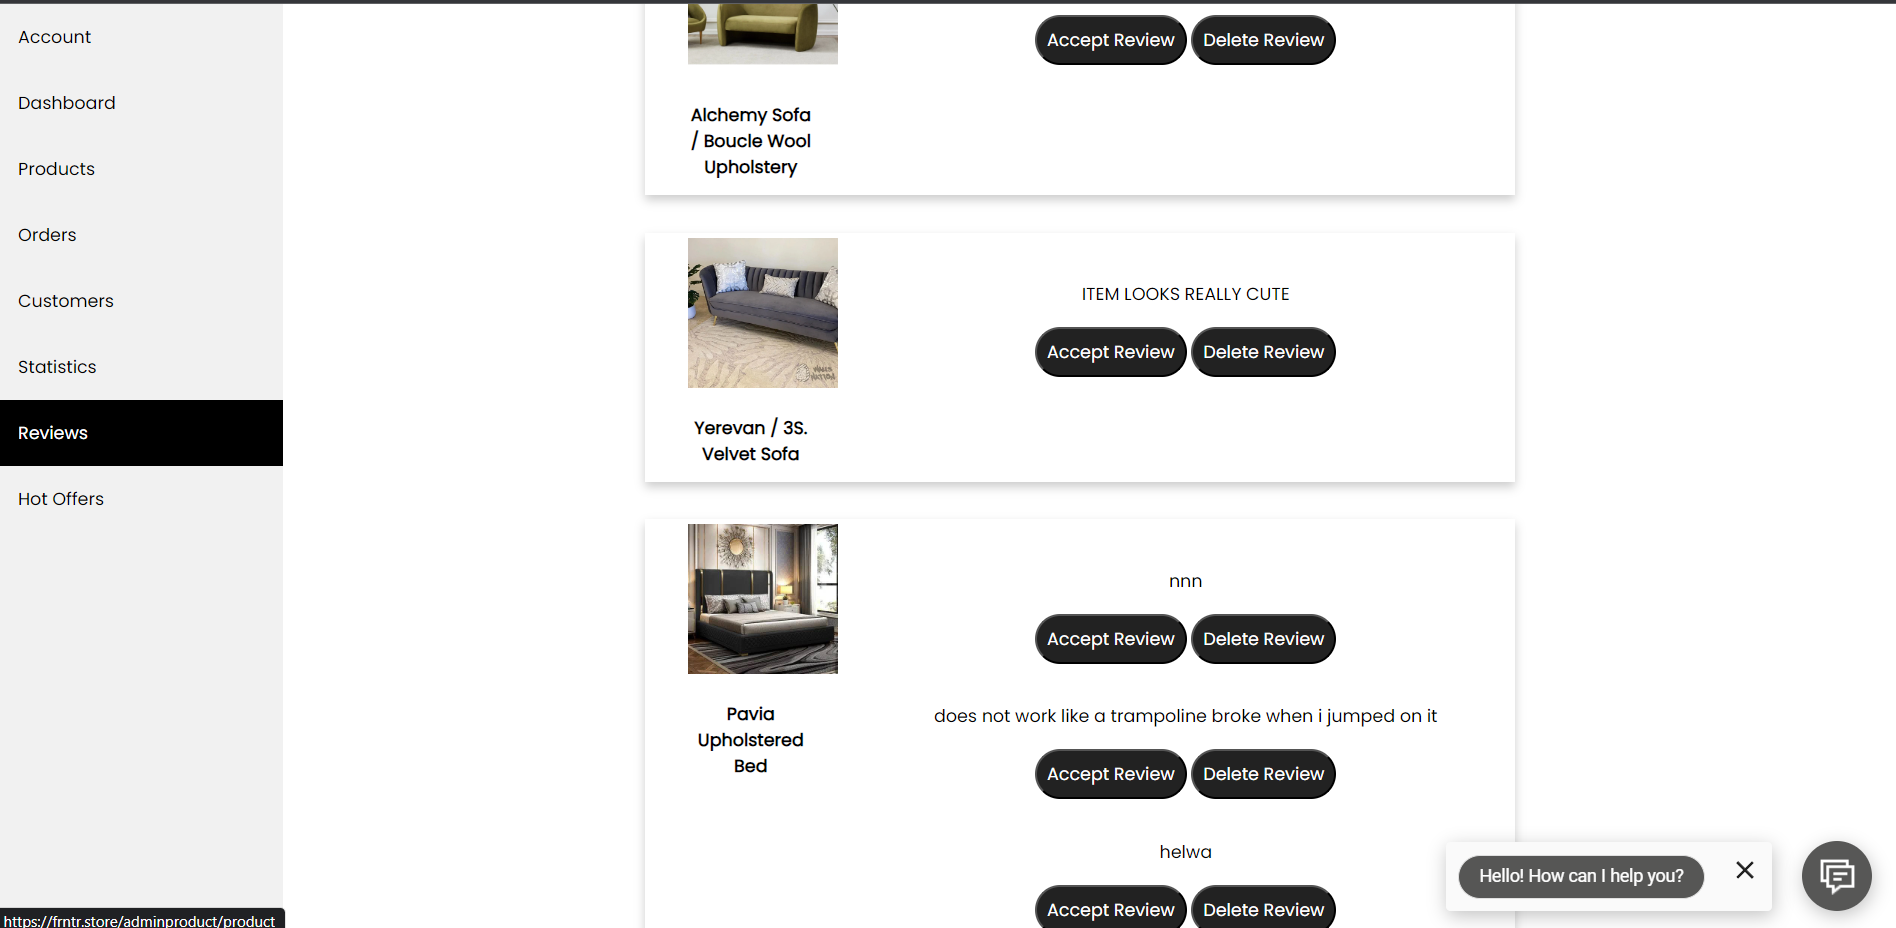 Account
Dashboard
Products
Orders
Customers
Statistics
Reviews
Hot Offers
Accept Review Delete Review
Alchemy Sofa
/ Boucle Wool
Upholstery
ITEM LOOKS REALLY CUTE
Accept Review Delete Review
Yerevan / 3S.
Velvet Sofa
nnn
Accept Review Delete Review
Pavia
Upholstered
Bed
does not work like a trampoline broke when i jumped on it
Accept Review Delete Review
helwa
Accept Review Delete Review
Hello! How can I help you?
https://frntr.store/adminproduct/product